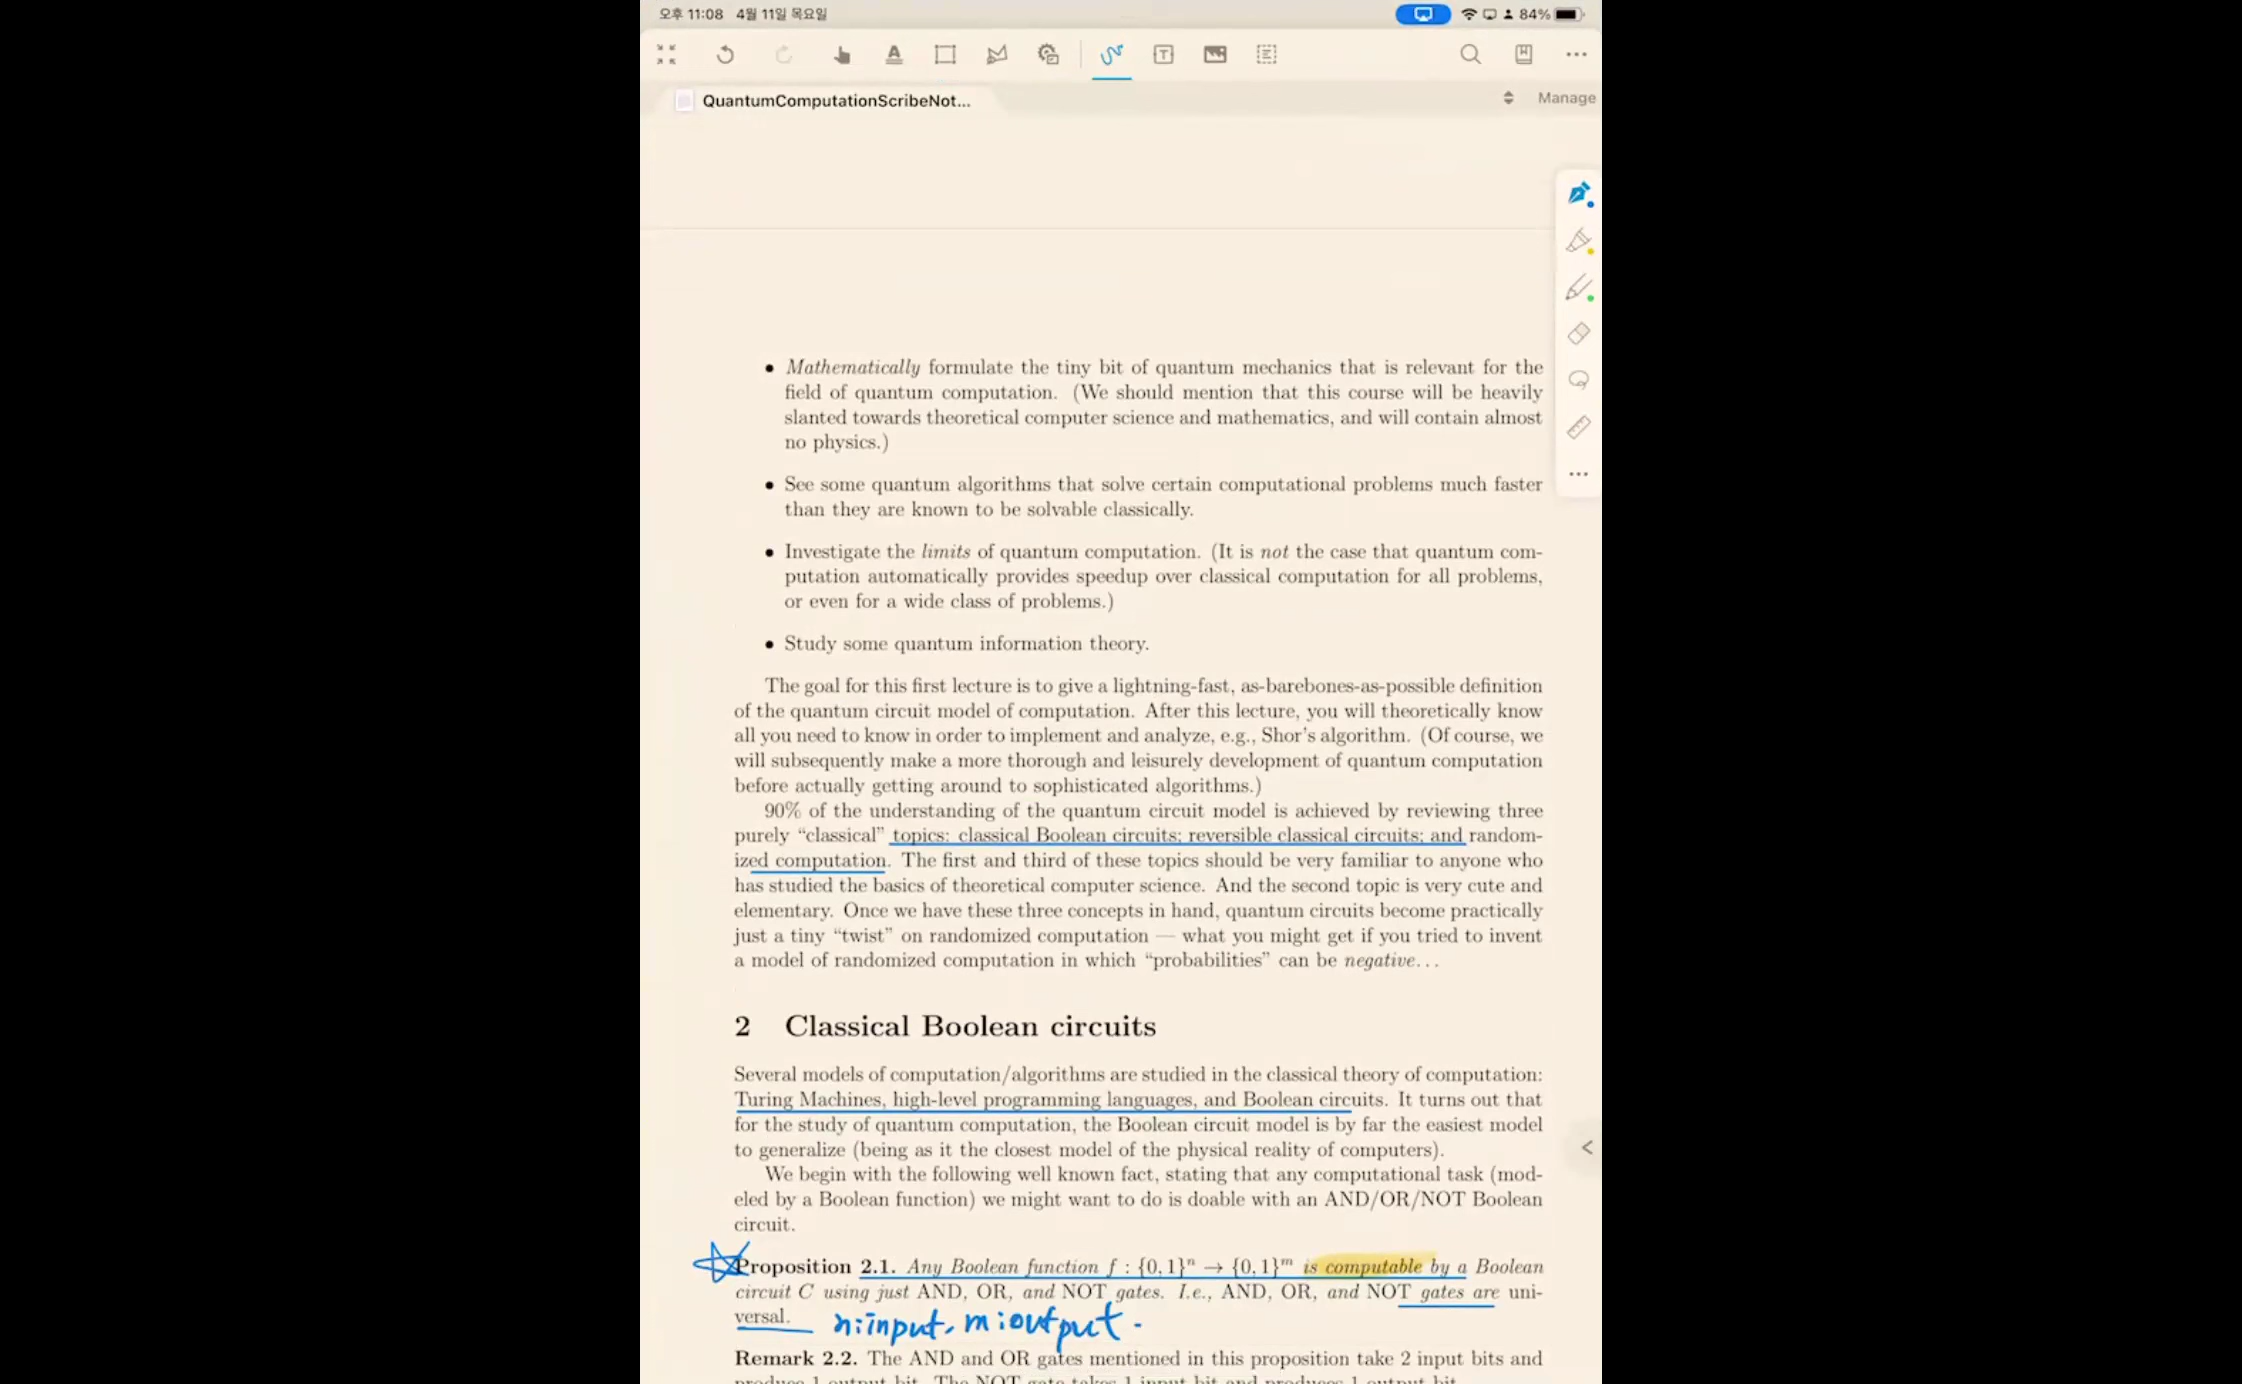 오후 11:08 4월 11일 목요일 84%
QuantumComputationScribeNot... Manage
• Mathematically formulate the tiny bit of quantum mechanics that is relevant for the
field of quantum computation. (We should mention that this course will be heavily
slanted towards theoretical computer science and mathematics, and will contain almost
no physics.)
• See some quantum algorithms that solve certain computational problems much faster
than they are known to be solvable classically.
• Investigate the limits of quantum computation. (It is not the case that quantum com-
putation automatically provides speedup over classical computation for all problems,
or even for a wide class of problems.)
• Study some quantum information theory.
The goal for this first lecture is to give a lightning-fast, as-barebones-as-possible definition
of the quantum circuit model of computation. After this lecture, you will theoretically know
all you need to know in order to implement and analyze, e.g., Shor's algorithm. (Of course, we
will subsequently make a more thorough and leisurely development of quantum computation
before actually getting around to sophisticated algorithms.)
90% of the understanding of the quantum circuit model is achieved by reviewing three
purely “classical” topics: classical Boolean circuits; reversible classical circuits; and random-
ized computation. The first and third of these topics should be very familiar to anyone who
has studied the basics of theoretical computer science. And the second topic is very cute and
elementary. Once we have these three concepts in hand, quantum circuits become practically
just a tiny “twist” on randomized computation — what you might get if you tried to invent
a model of randomized computation in which “probabilities” can be negative...
2 Classical Boolean circuits
Several models of computation/algorithms are studied in the classical theory of computation:
Turing Machines, high-level programming languages, and Boolean circuits. It turns out that
for the study of quantum computation, the Boolean circuit model is by far the easiest model
to generalize (being as it the closest model of the physical reality of computers).
We begin with the following well known fact, stating that any computational task (mod-
eled by a Boolean function) we might want to do is doable with an AND/OR/NOT Boolean
circuit.
Proposition 2.1. Any Boolean function f : {0, 1}ⁿ → {0, 1}ᵐ is computable by a Boolean
circuit C using just AND, OR, and NOT gates. I.e., AND, OR, and NOT gates are uni-
versal. n:input, m:output.
Remark 2.2. The AND and OR gates mentioned in this proposition take 2 input bits and
produce 1 output bit. The NOT gate takes 1 input bit and produces 1 output bit.